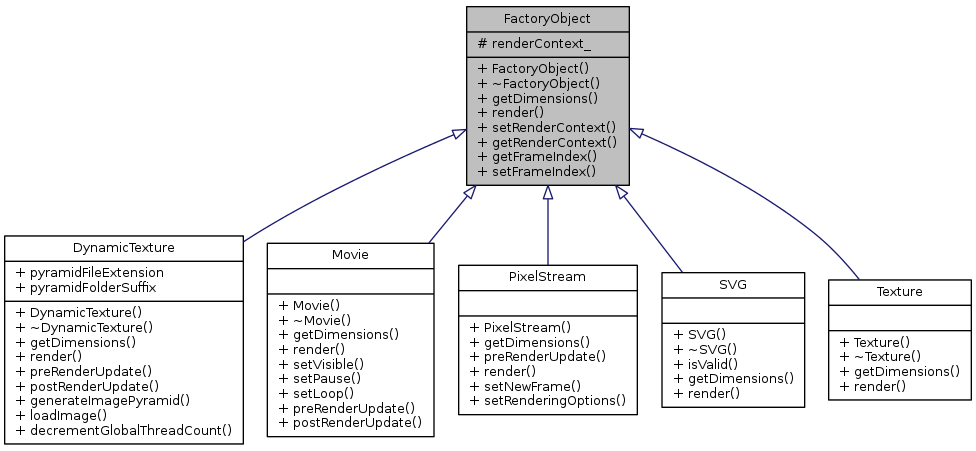 FactoryObject
# renderContext_
+ FactoryObject()
+ ~FactoryObject()
+ getDimensions()
+ render()
+ setRenderContext()
+ getRenderContext()
+ getFrameIndex()
+ setFrameIndex()
DynamicTexture
+ pyramidFileExtension
+ pyramidFolderSuffix
+ DynamicTexture()
+ ~DynamicTexture()
+ getDimensions()
+ render()
+ preRenderUpdate()
+ postRenderUpdate()
+ generateImagePyramid()
+ loadImage()
+ decrementGlobalThreadCount()
Movie
+ Movie()
+ ~Movie()
+ getDimensions()
+ render()
+ setVisible()
+ setPause()
+ setLoop()
+ preRenderUpdate()
+ postRenderUpdate()
PixelStream
+ PixelStream()
+ getDimensions()
+ preRenderUpdate()
+ render()
+ setNewFrame()
+ setRenderingOptions()
SVG
+ SVG()
+ ~SVG()
+ isValid()
+ getDimensions()
+ render()
Texture
+ Texture()
+ ~Texture()
+ getDimensions()
+ render()